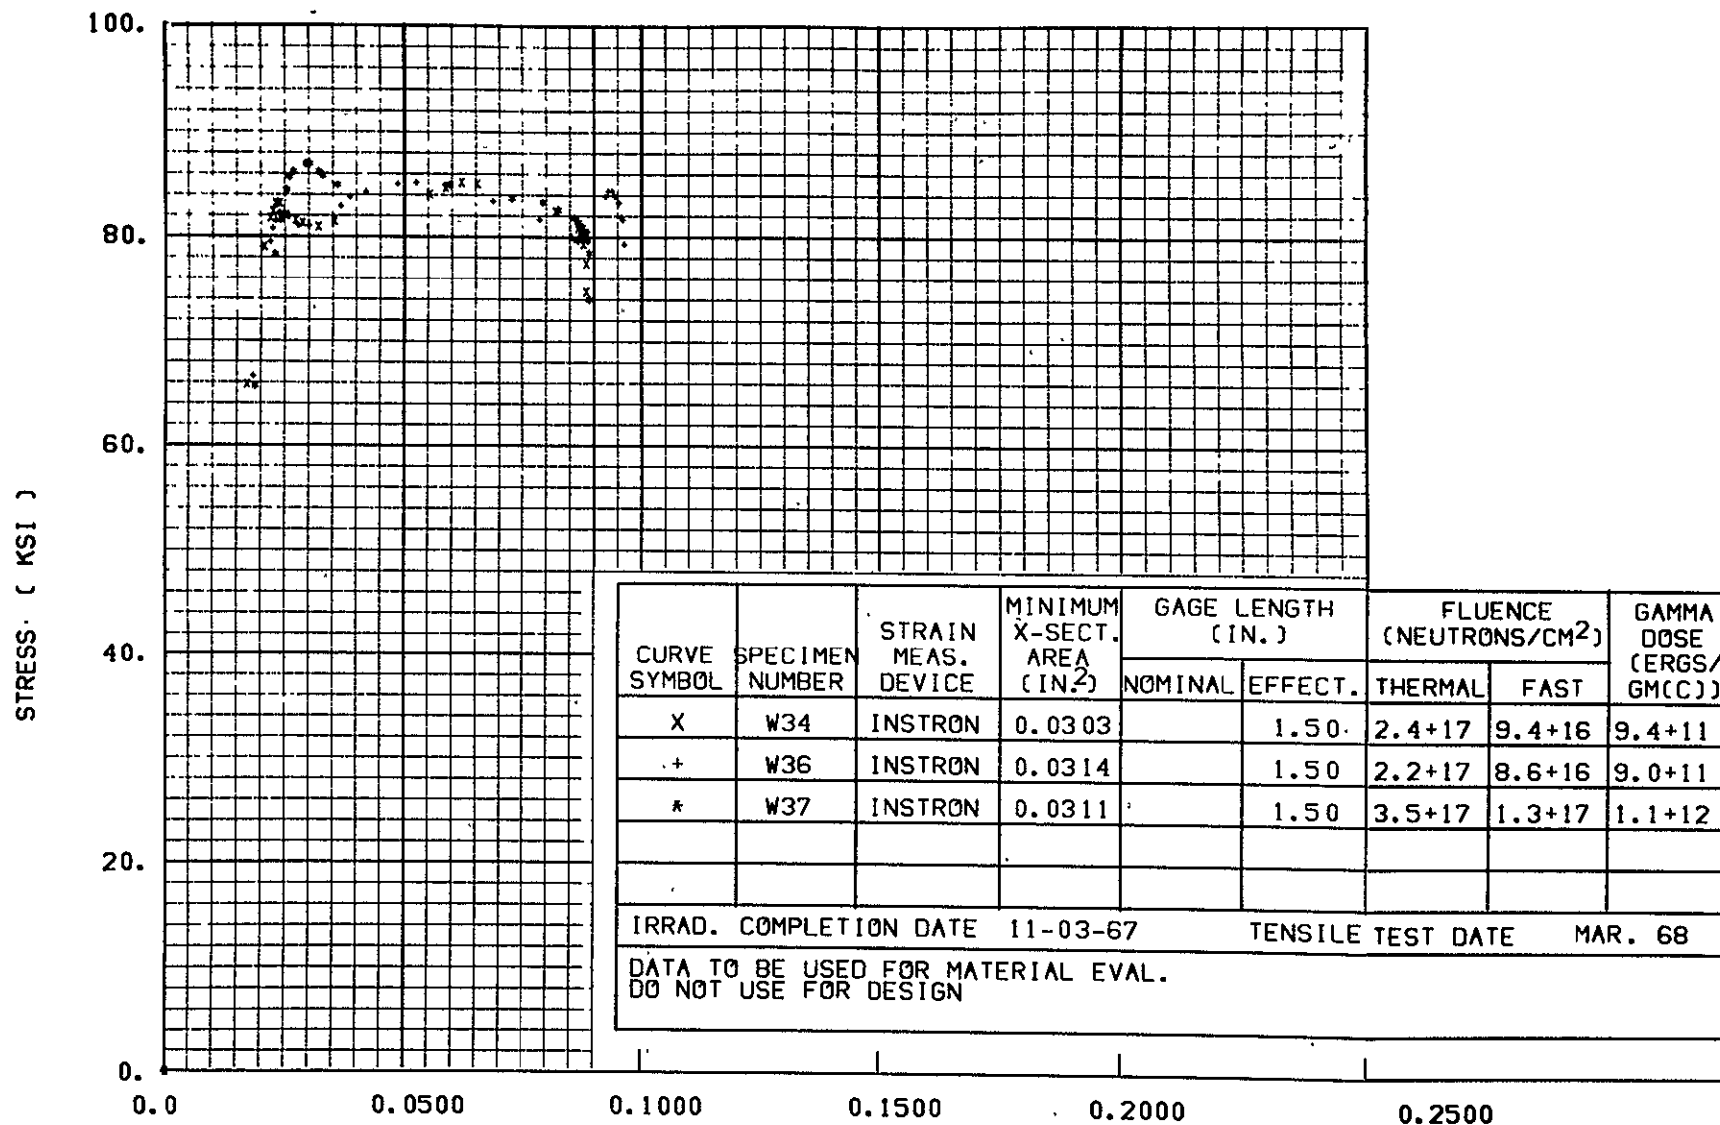 100.
80.
60.
40.
20.
0.
STRESS ( KSI )
0.0 0.0500 0.1000 0.1500 0.2000 0.2500
CURVE SYMBOL SPECIMEN NUMBER STRAIN MEAS. DEVICE MINIMUM X-SECT. AREA (IN.2) GAGE LENGTH (IN.) NOMINAL EFFECT. FLUENCE (NEUTRONS/CM2) THERMAL FAST GAMMA DOSE (ERGS/ GM(C))
X W34 INSTRON 0.0303 1.50 2.4+17 9.4+16 9.4+11
+ W36 INSTRON 0.0314 1.50 2.2+17 8.6+16 9.0+11
* W37 INSTRON 0.0311 1.50 3.5+17 1.3+17 1.1+12
IRRAD. COMPLETION DATE 11-03-67 TENSILE TEST DATE MAR. 68
DATA TO BE USED FOR MATERIAL EVAL.
DO NOT USE FOR DESIGN